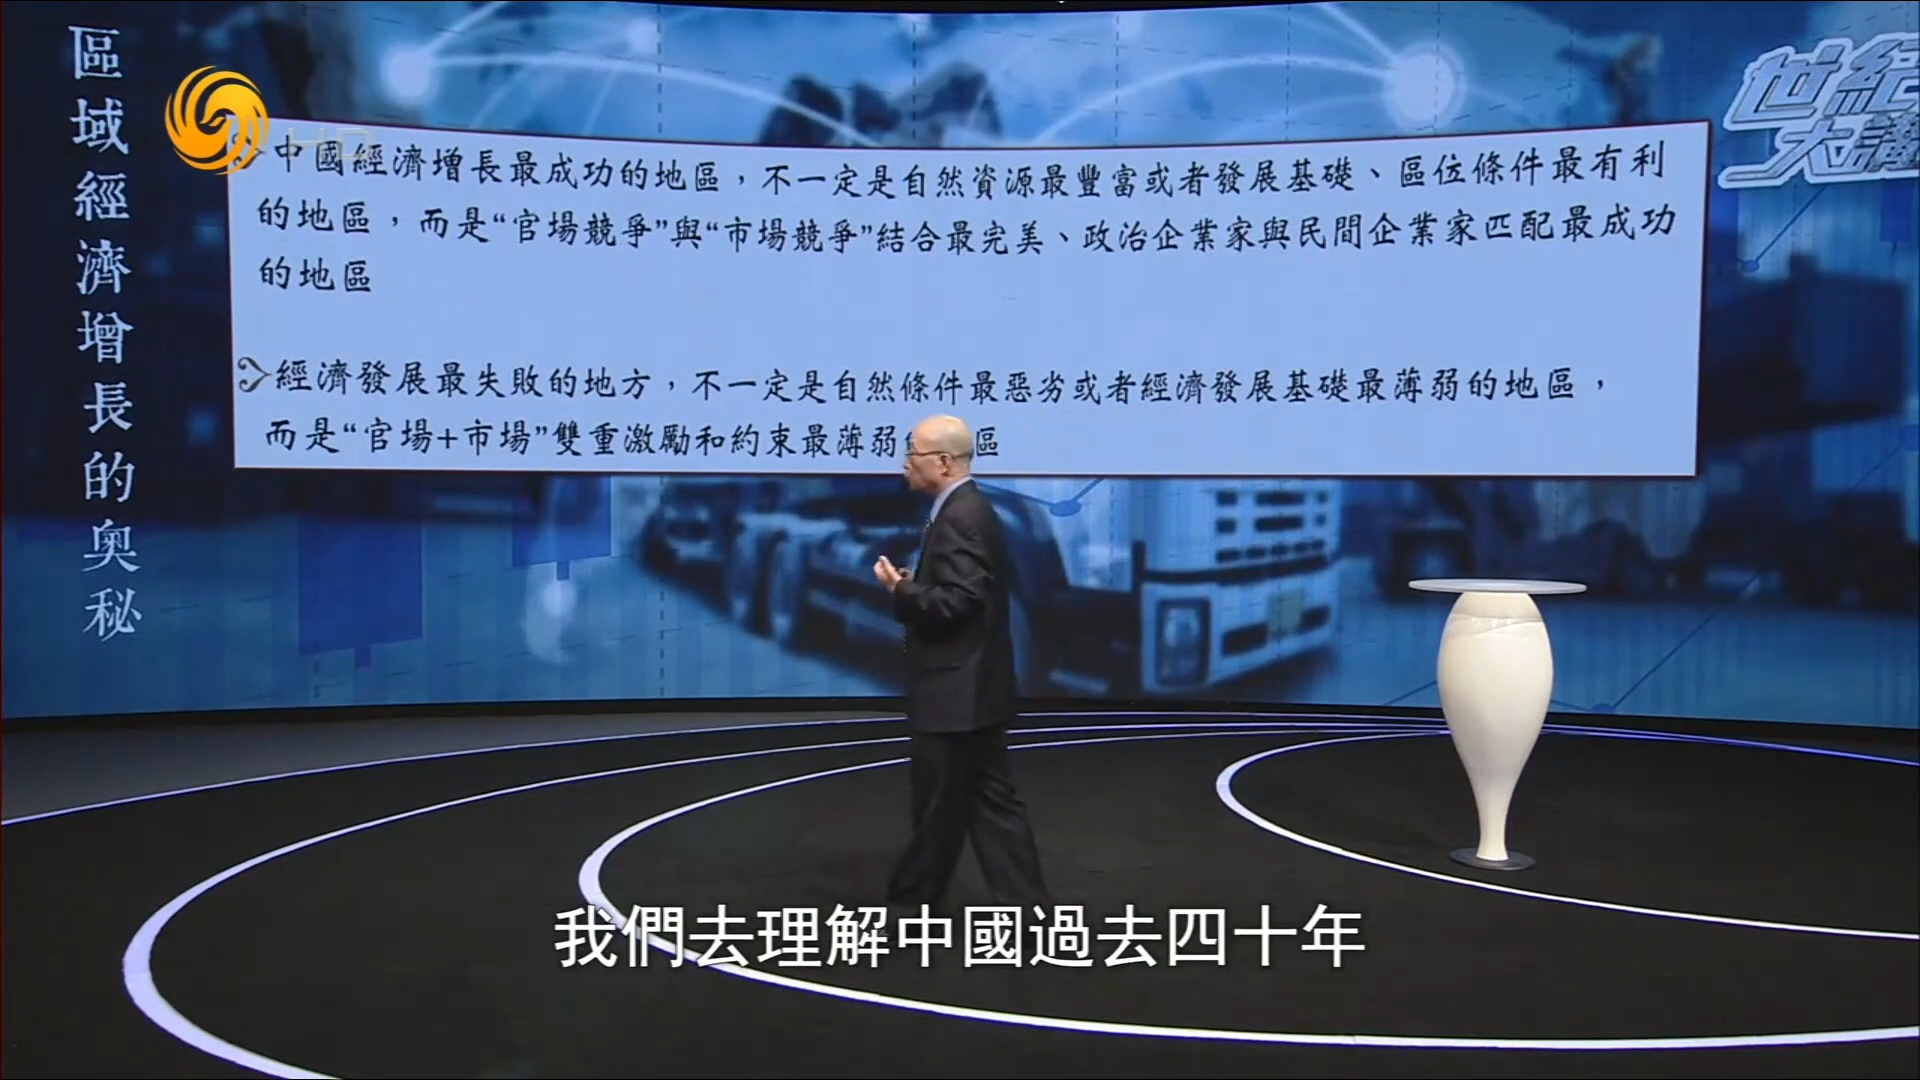 區域經濟增長的奧秘
HD
世紀
大講
中國經濟增長最成功的地區，不一定是自然資源最豐富或者發展基礎、區位條件最有利
的地區，而是“官場競爭”與“市場競爭”結合最完美、政治企業家與民間企業家匹配最成功
的地區
經濟發展最失敗的地方，不一定是自然條件最惡劣或者經濟發展基礎最薄弱的地區，
而是“官場+市場”雙重激勵和約束最薄弱 區
我們去理解中國過去四十年